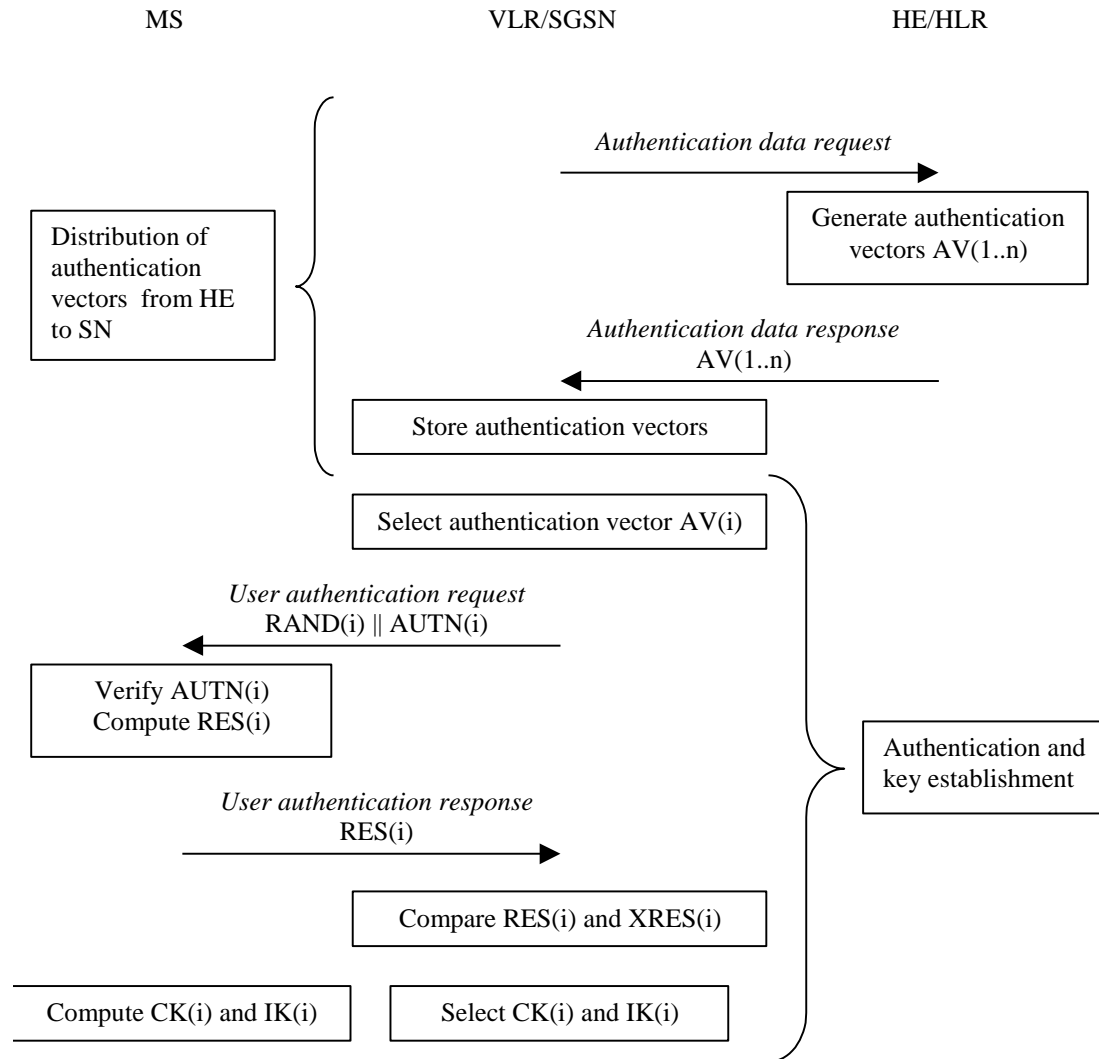 MS VLR/SGSN HE/HLR
Authentication data request
Generate authentication
vectors AV(1..n)
Distribution of
authentication
vectors from HE
to SN
Authentication data response
AV(1..n)
Store authentication vectors
Select authentication vector AV(i)
User authentication request
RAND(i) || AUTN(i)
Verify AUTN(i)
Compute RES(i)
Authentication and
key establishment
User authentication response
RES(i)
Compare RES(i) and XRES(i)
Compute CK(i) and IK(i)
Select CK(i) and IK(i)